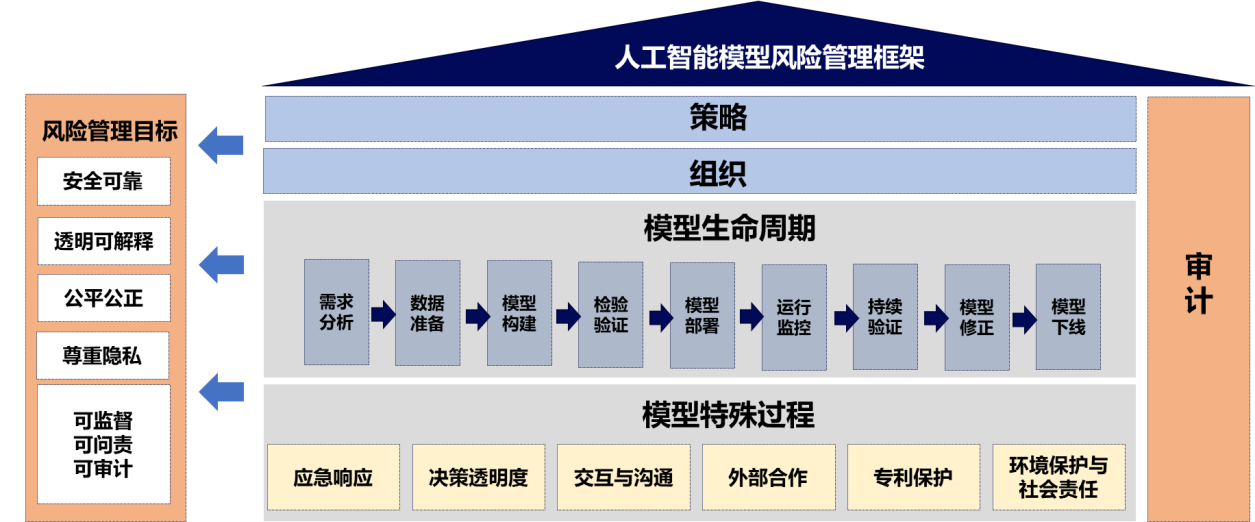 人工智能模型风险管理框架
风险管理目标
安全可靠
透明可解释
公平公正
尊重隐私
可监督
可问责
可审计
策略
组织
模型生命周期
需求
分析
数据
准备
模型
构建
检验
验证
模型
部署
运行
监控
持续
验证
模型
修正
模型
下线
模型特殊过程
应急响应
决策透明度
交互与沟通
外部合作
专利保护
环境保护与
社会责任
审
计